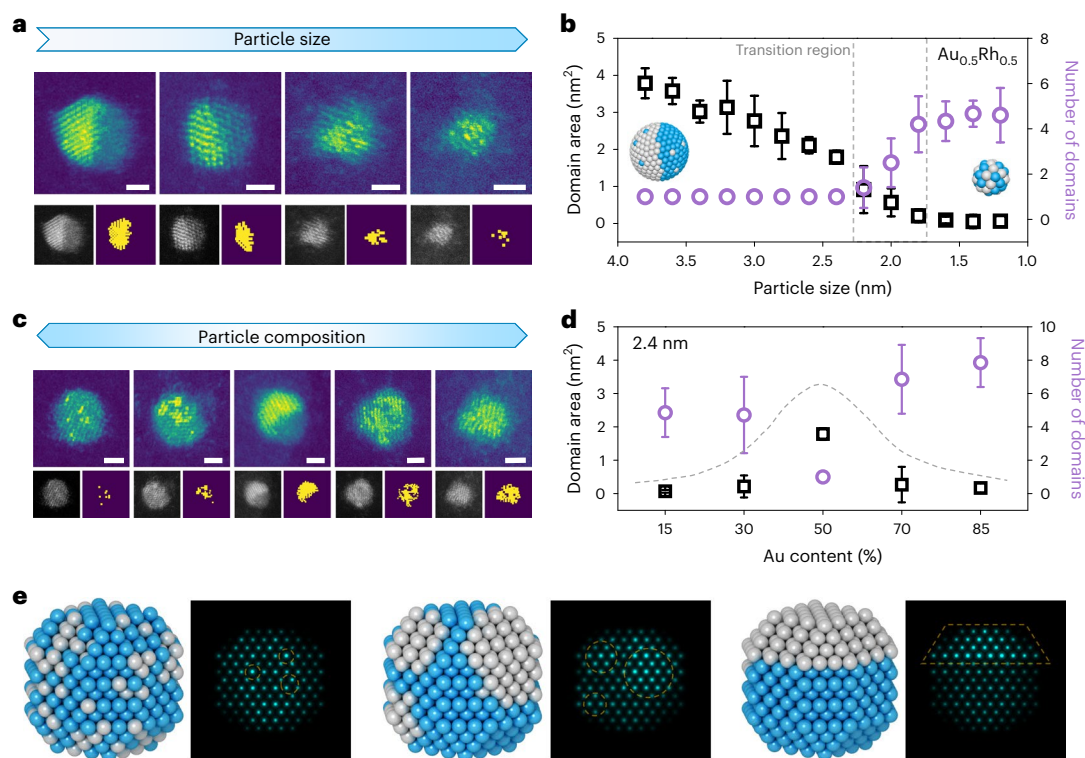 a
Particle size
b
5
4
3
2
1
0
Domain area (nm²)
Transition region
Au₀.₅Rh₀.₅
8
6
4
2
0
Number of domains
4.0 3.5 3.0 2.5 2.0 1.5 1.0
Particle size (nm)
c
Particle composition
d
5
4
3
2
1
0
Domain area (nm²)
2.4 nm
10
8
6
4
2
0
Number of domains
15 30 50 70 85
Au content (%)
e